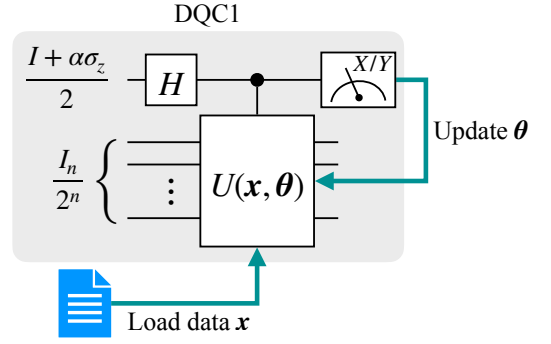 DQC1
I + ασ_z
2
H
X/Y
Update θ
I_n
2^n
⋮
U(x, θ)
Load data x